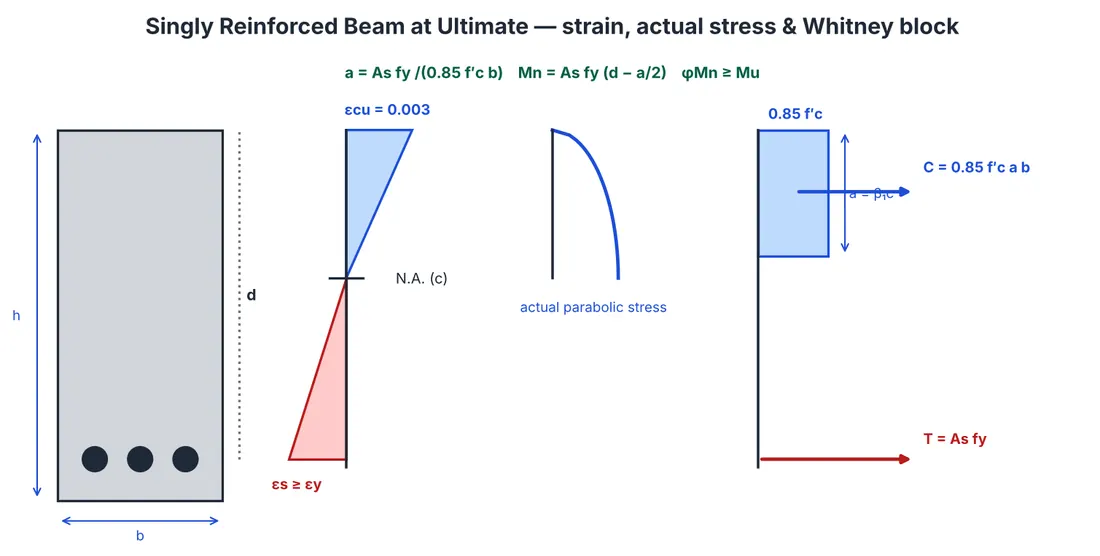 Singly Reinforced Beam at Ultimate — strain, actual stress & Whitney block
a = As fy /(0.85 f′c b) Mn = As fy (d − a/2) φMn ≥ Mu
εcu = 0.003
0.85 f′c
C = 0.85 f′c a b
a = β₁c
N.A. (c)
d
h
actual parabolic stress
T = As fy
εs ≥ εy
b